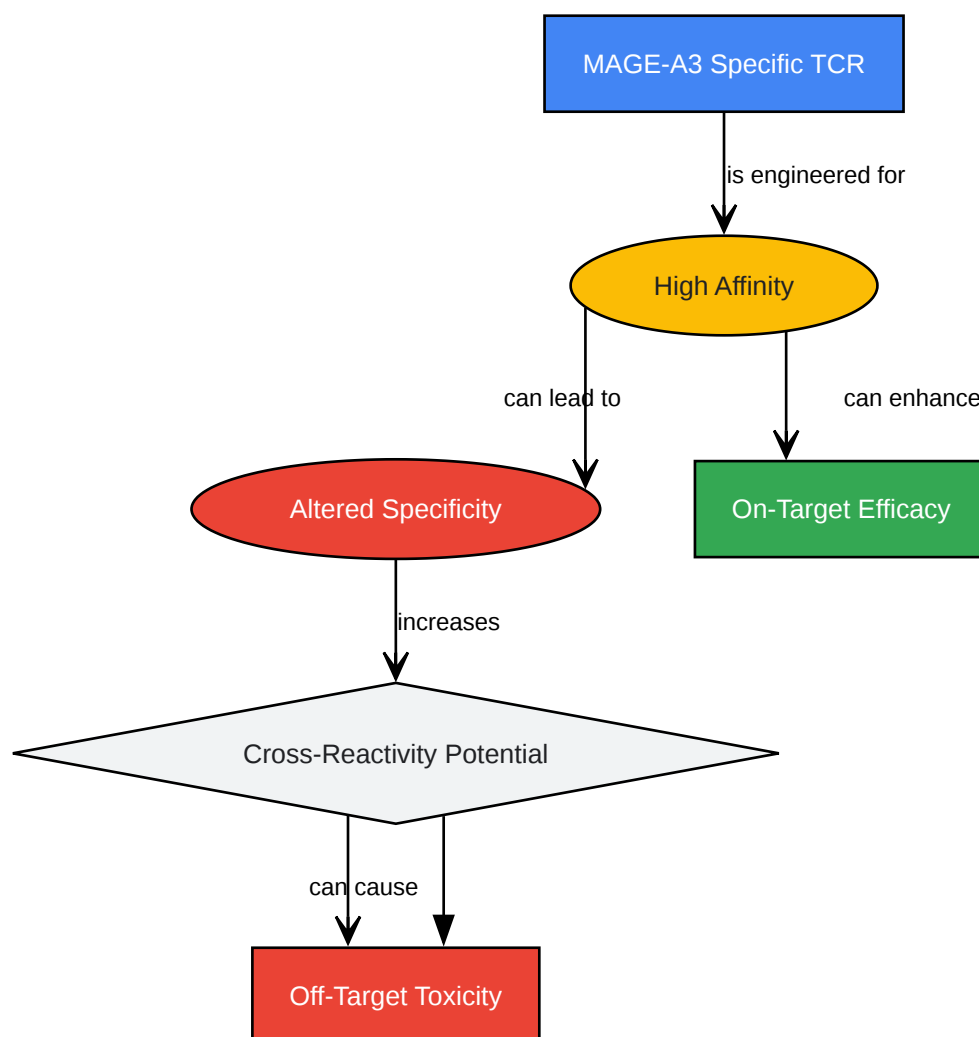 MAGE-A3 Specific TCR
is engineered for
High Affinity
can lead to
can enhance
Altered Specificity
On-Target Efficacy
increases
Cross-Reactivity Potential
can cause
Off-Target Toxicity